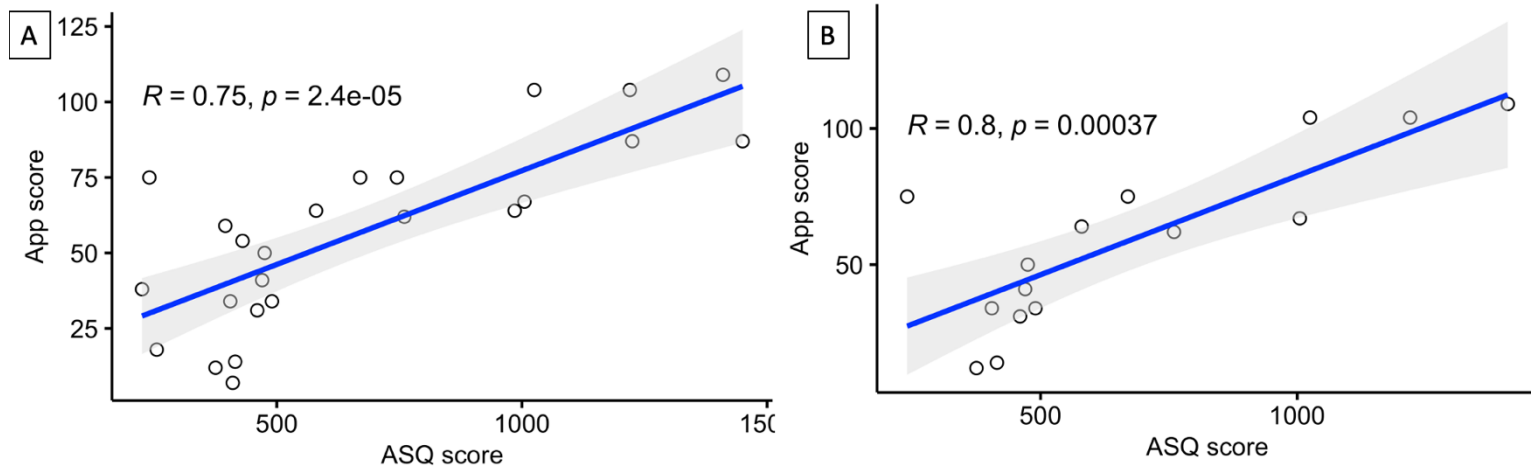 A
125
100
75
50
25
App score
R = 0.75, p = 2.4e-05
500
1000
150
ASQ score
B
100
50
App score
R = 0.8, p = 0.00037
500
1000
ASQ score